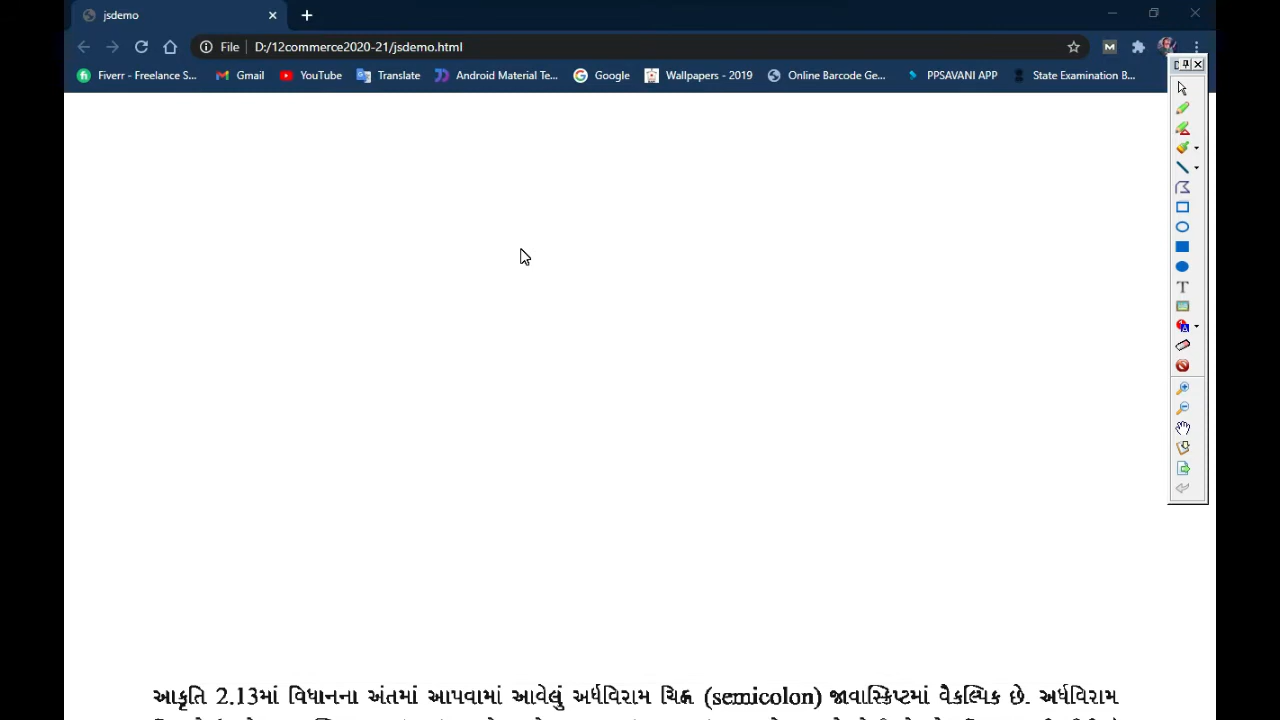 jsdemo
File D:/12commerce2020-21/jsdemo.html
Fiverr - Freelance S... Gmail YouTube Translate Android Material Te... Google Wallpapers - 2019 Online Barcode Ge... PPSAVANI APP State Examination B...
આકૃતિ 2.13માં વિધાનના અંતમાં આપવામાં આવેલું અર્ધવિરામ ચિહ્ન (semicolon) જાવાસ્ક્રિપ્ટમાં વૈકલ્પિક છે. અર્ધવિરામ